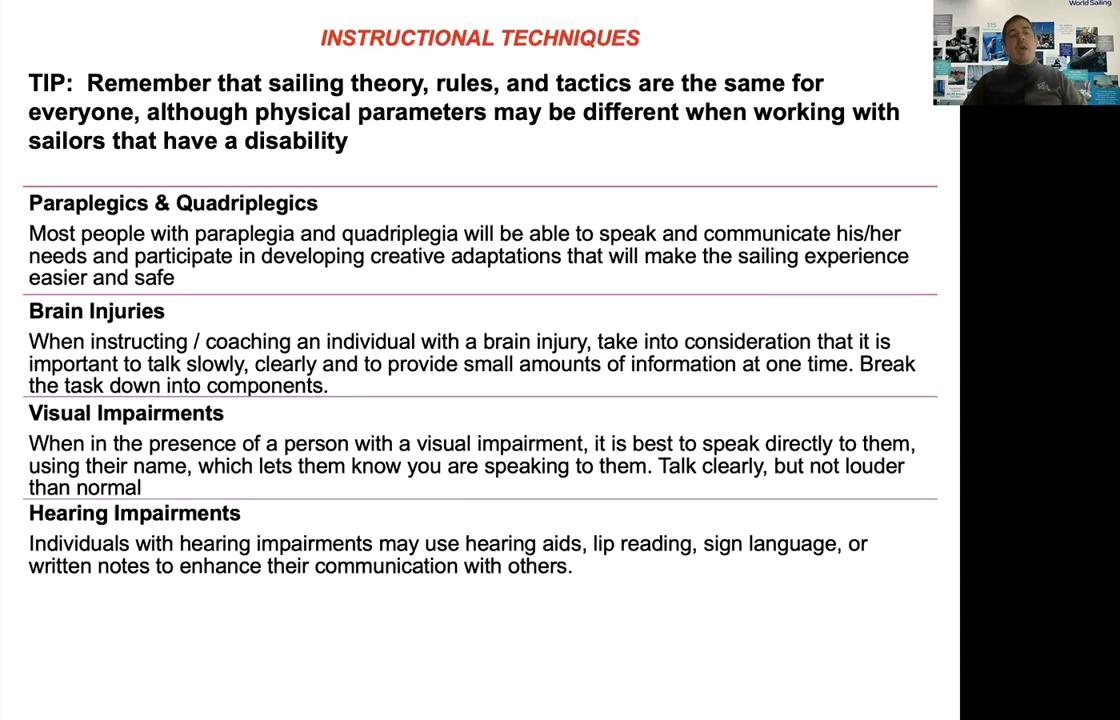 World Sailing
INSTRUCTIONAL TECHNIQUES
TIP: Remember that sailing theory, rules, and tactics are the same for
everyone, although physical parameters may be different when working with
sailors that have a disability
Paraplegics & Quadriplegics
Most people with paraplegia and quadriplegia will be able to speak and communicate his/her
needs and participate in developing creative adaptations that will make the sailing experience
easier and safe
Brain Injuries
When instructing / coaching an individual with a brain injury, take into consideration that it is
important to talk slowly, clearly and to provide small amounts of information at one time. Break
the task down into components.
Visual Impairments
When in the presence of a person with a visual impairment, it is best to speak directly to them,
using their name, which lets them know you are speaking to them. Talk clearly, but not louder
than normal
Hearing Impairments
Individuals with hearing impairments may use hearing aids, lip reading, sign language, or
written notes to enhance their communication with others.